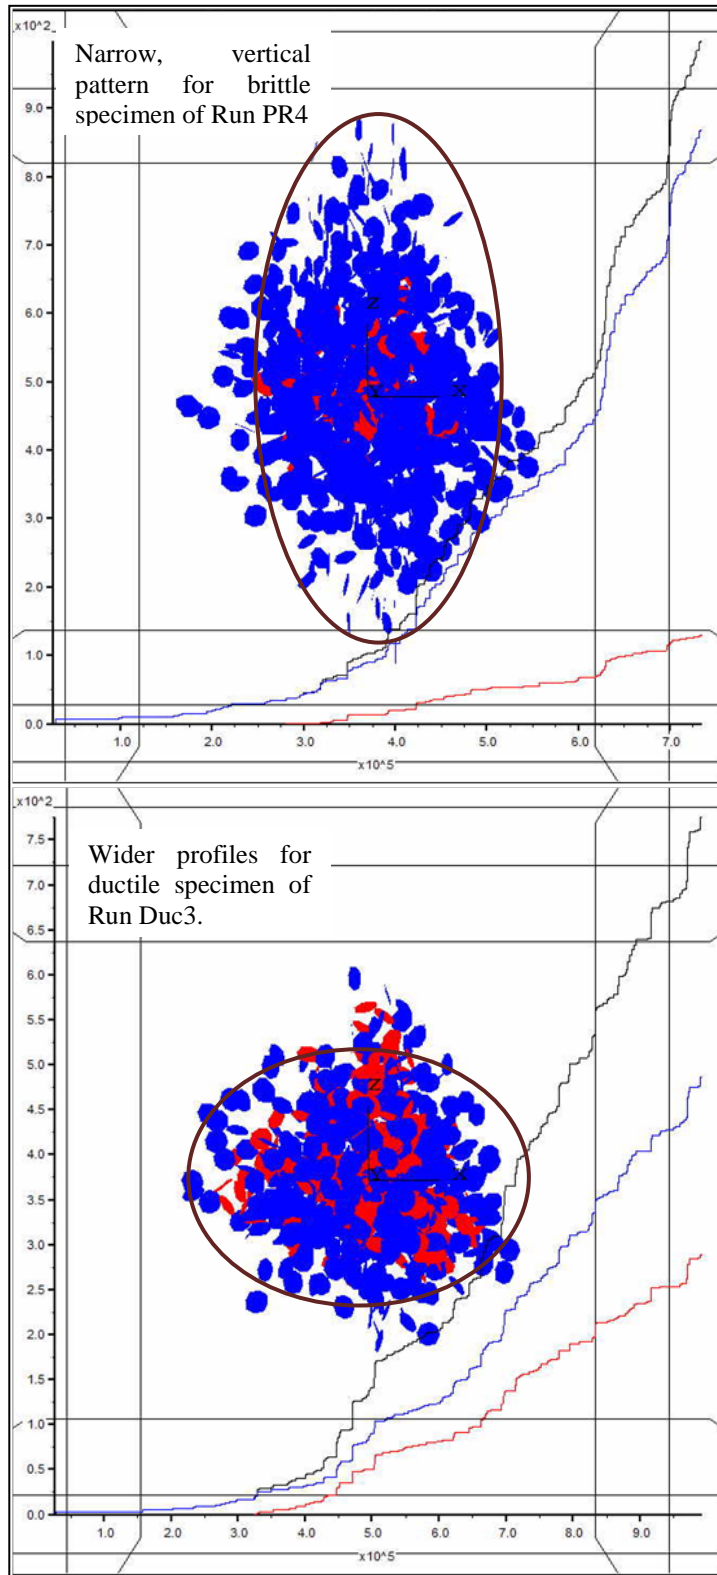 x10^2
Narrow, vertical
pattern for brittle
specimen of Run PR4
9.0
8.0
7.0
6.0
5.0
4.0
3.0
2.0
1.0
0.0
Z
Y X
1.0 2.0 3.0 4.0 5.0 6.0 7.0
x10^5
x10^2
Wider profiles for
ductile specimen of
Run Duc3.
7.5
7.0
6.5
6.0
5.5
5.0
4.5
4.0
3.5
3.0
2.5
2.0
1.5
1.0
0.5
0.0
Z
Y X
1.0 2.0 3.0 4.0 5.0 6.0 7.0 8.0 9.0
x10^5